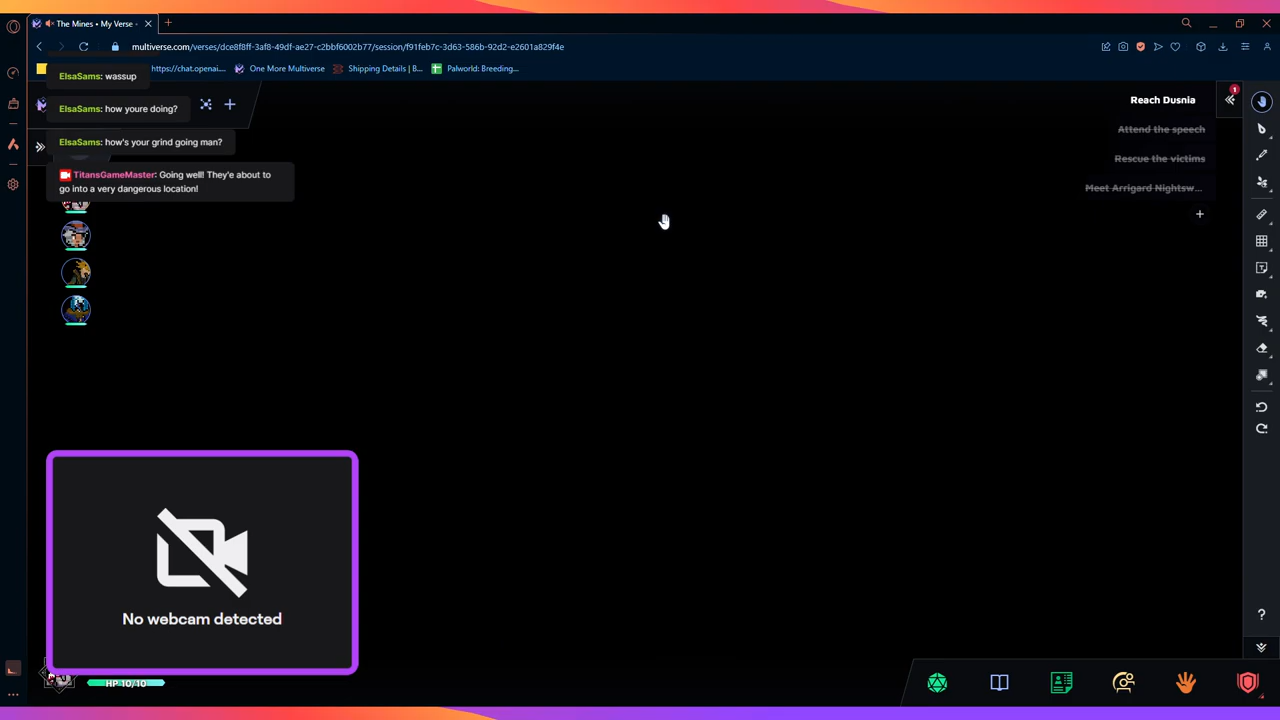 The Mines • My Verse -
multiverse.com/verses/dce8f8ff-3af8-49df-ae27-c2bbf6002b77/session/f91feb7c-3d63-586b-92d2-e2601a829f4e
https://chat.openai....
One More Multiverse
Shipping Details | B...
Palworld: Breeding...
ElsaSams: wassup
ElsaSams: how youre doing?
ElsaSams: how's your grind going man?
TitansGameMaster: Going well! They'e about to
go into a very dangerous location!
Reach Dusnia
1
Attend the speech
Rescue the victims
Meet Arrigard Nightsw...
No webcam detected
HP 10/10